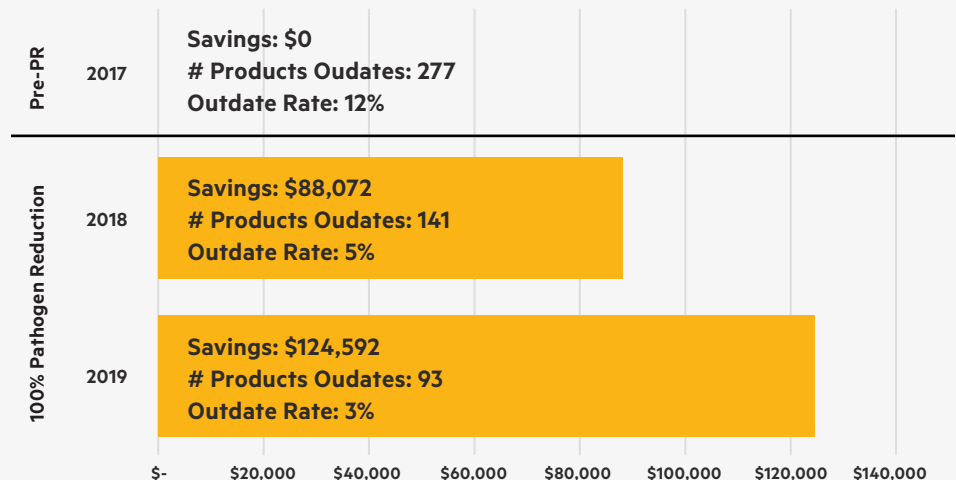 Pre-PR
2017
Savings: $0
# Products Oudates: 277
Outdate Rate: 12%
100% Pathogen Reduction
2018
Savings: $88,072
# Products Oudates: 141
Outdate Rate: 5%
2019
Savings: $124,592
# Products Oudates: 93
Outdate Rate: 3%
$- $20,000 $40,000 $60,000 $80,000 $100,000 $120,000 $140,000